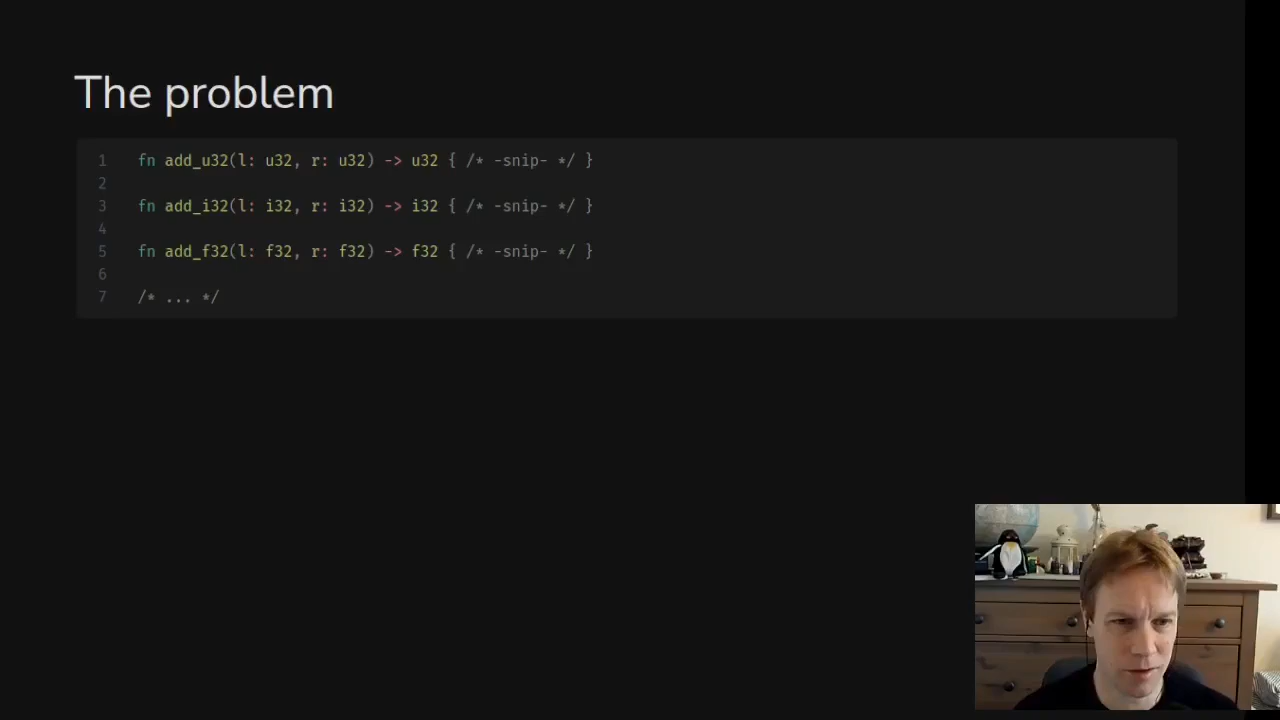 The problem
1 fn add_u32(l: u32, r: u32) -> u32 { /* -snip- */ }
2
3 fn add_i32(l: i32, r: i32) -> i32 { /* -snip- */ }
4
5 fn add_f32(l: f32, r: f32) -> f32 { /* -snip- */ }
6
7 /* ... */